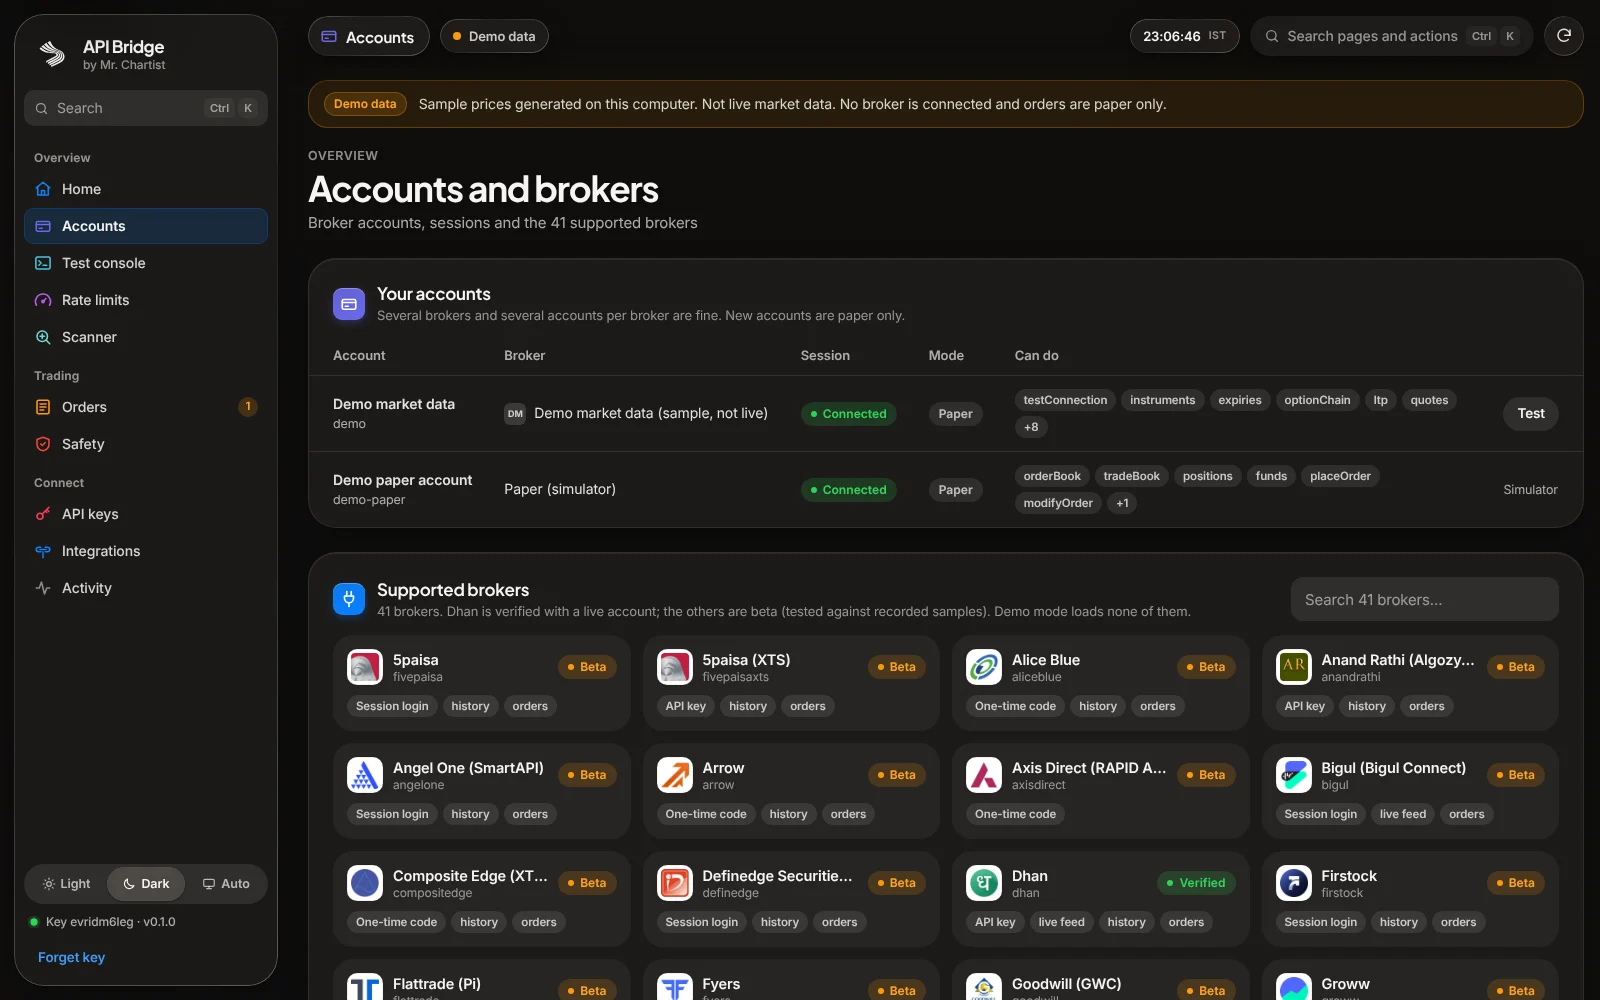 API Bridge
by Mr. Chartist
Search Ctrl K
Overview
Home
Accounts
Test console
Rate limits
Scanner
Trading
Orders 1
Safety
Connect
API keys
Integrations
Activity
Light Dark Auto
Key evridm6leg · v0.1.0
Forget key
Accounts Demo data
23:06:46 IST Search pages and actions Ctrl K
Demo data Sample prices generated on this computer. Not live market data. No broker is connected and orders are paper only.
OVERVIEW
Accounts and brokers
Broker accounts, sessions and the 41 supported brokers
Your accounts
Several brokers and several accounts per broker are fine. New accounts are paper only.
Account Broker Session Mode Can do
Demo market data
demo
DM Demo market data (sample, not live) Connected Paper
testConnection instruments expiries optionChain ltp quotes
+8
Test
Demo paper account
demo-paper
Paper (simulator) Connected Paper
orderBook tradeBook positions funds placeOrder
modifyOrder +1
Simulator
Supported brokers
41 brokers. Dhan is verified with a live account; the others are beta (tested against recorded samples). Demo mode loads none of them.
Search 41 brokers...
5paisa Beta
fivepaisa
Session login history orders
5paisa (XTS) Beta
fivepaisaxts
API key history orders
Alice Blue Beta
aliceblue
One-time code history orders
AR
Anand Rathi (Algozy... Beta
anandrathi
API key history orders
Angel One (SmartAPI) Beta
angelone
Session login history orders
Arrow Beta
arrow
One-time code history orders
Axis Direct (RAPID A... Beta
axisdirect
One-time code
Bigul (Bigul Connect) Beta
bigul
Session login live feed orders
Composite Edge (XT... Beta
compositedge
One-time code history orders
Definedge Securitie... Beta
definedge
Session login history orders
ध
Dhan Verified
dhan
API key live feed history orders
Firstock Beta
firstock
Session login history orders
Flattrade (Pi) Beta
Fyers Beta
Goodwill (GWC) Beta
Groww Beta